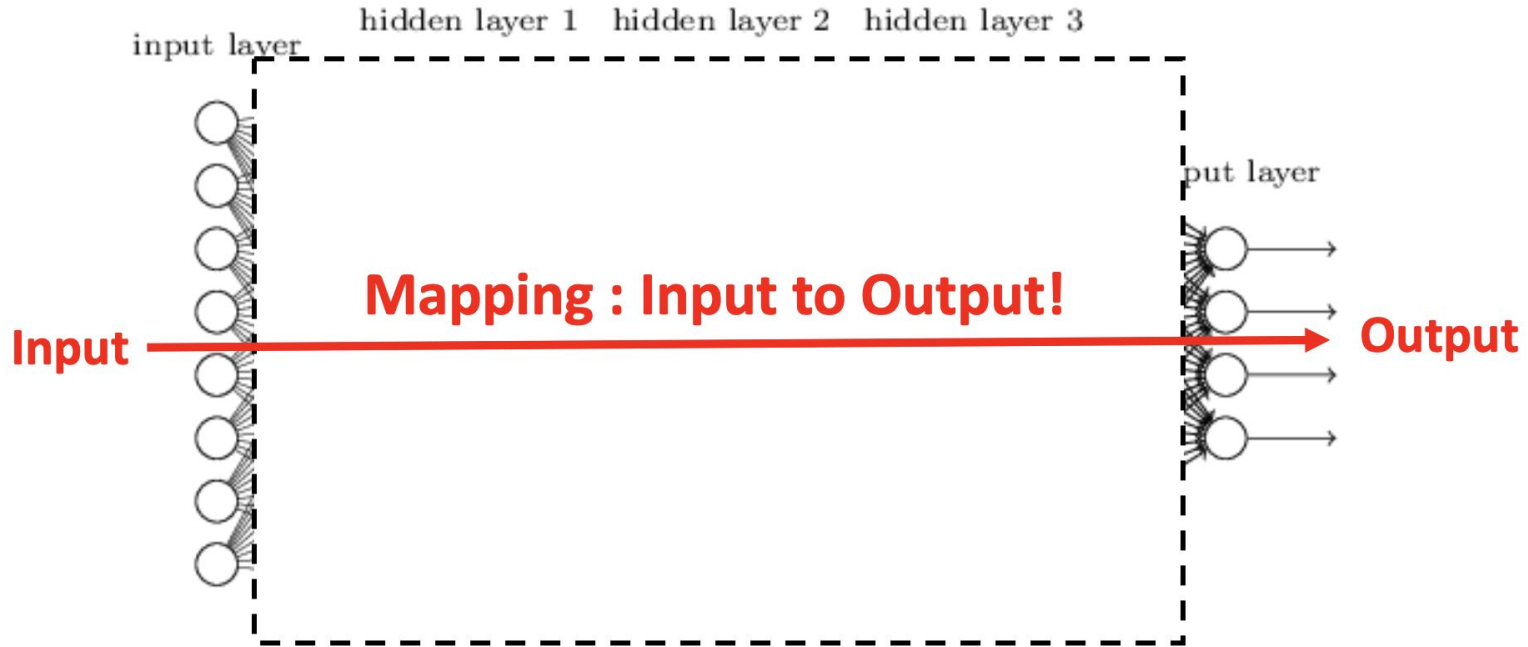 hidden layer 1 hidden layer 2 hidden layer 3
input layer
put layer
Mapping : Input to Output!
Input
Output